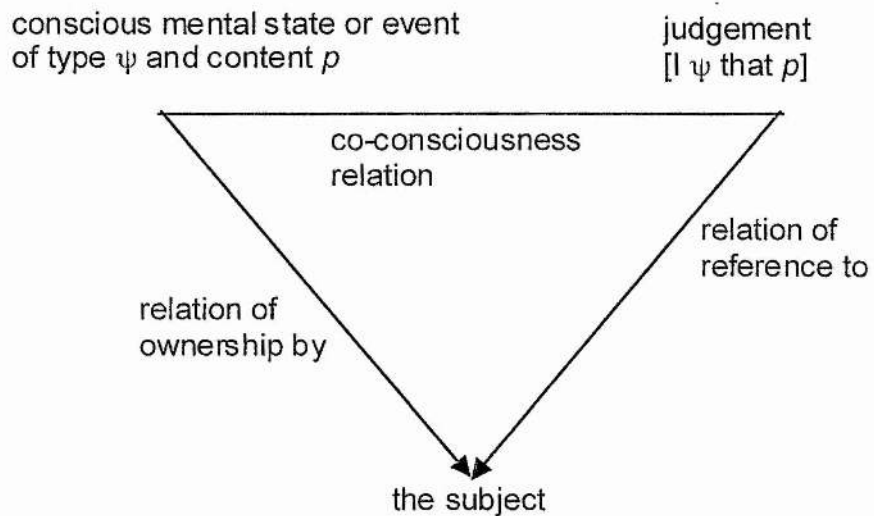 conscious mental state or event
of type ψ and content p
judgement
[I ψ that p]
co-consciousness
relation
relation of
reference to
relation of
ownership by
the subject